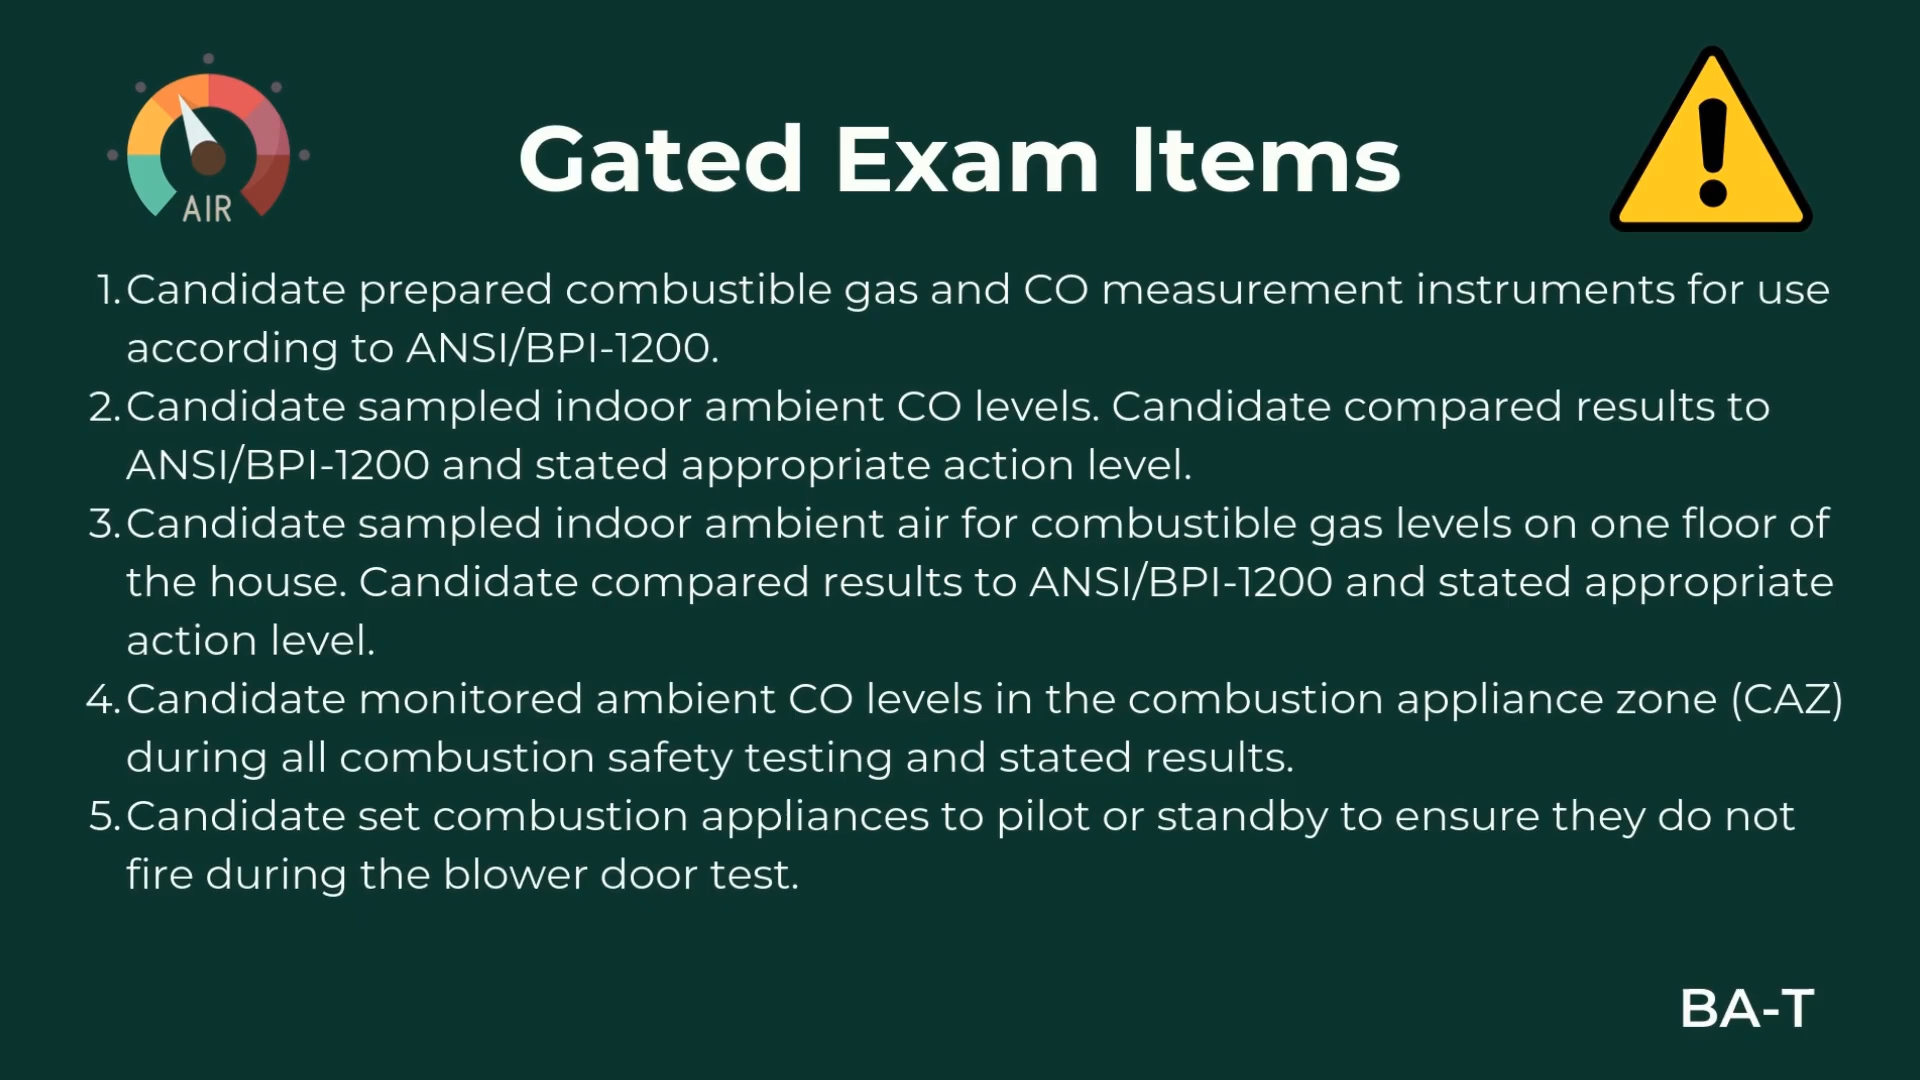 AIR
Gated Exam Items
1. Candidate prepared combustible gas and CO measurement instruments for use
according to ANSI/BPI-1200.
2. Candidate sampled indoor ambient CO levels. Candidate compared results to
ANSI/BPI-1200 and stated appropriate action level.
3. Candidate sampled indoor ambient air for combustible gas levels on one floor of
the house. Candidate compared results to ANSI/BPI-1200 and stated appropriate
action level.
4. Candidate monitored ambient CO levels in the combustion appliance zone (CAZ)
during all combustion safety testing and stated results.
5. Candidate set combustion appliances to pilot or standby to ensure they do not
fire during the blower door test.
BA-T